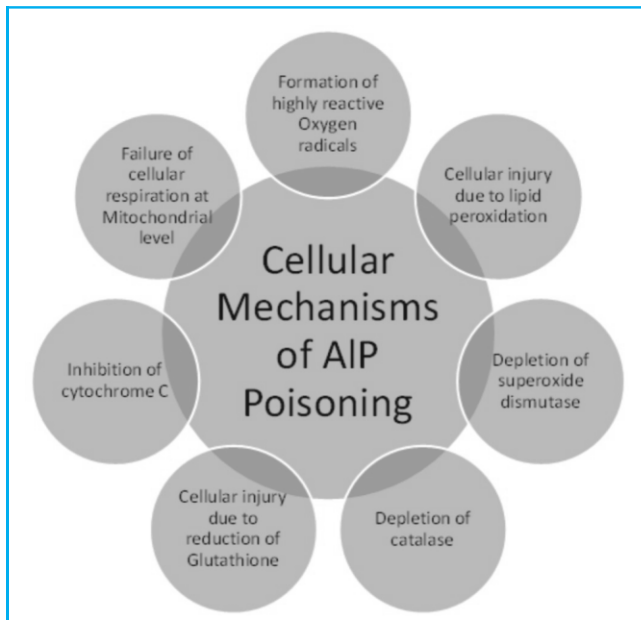 Formation of
highly reactive
Oxygen
radicals
Cellular injury
due to lipid
peroxidation
Depletion of
superoxide
dismutase
Depletion of
catalase
Cellular injury
due to
reduction of
Glutathione
Inhibition of
cytochrome C
Failure of
cellular
respiration at
Mitochondrial
level
Cellular
Mechanisms
of AlP
Poisoning